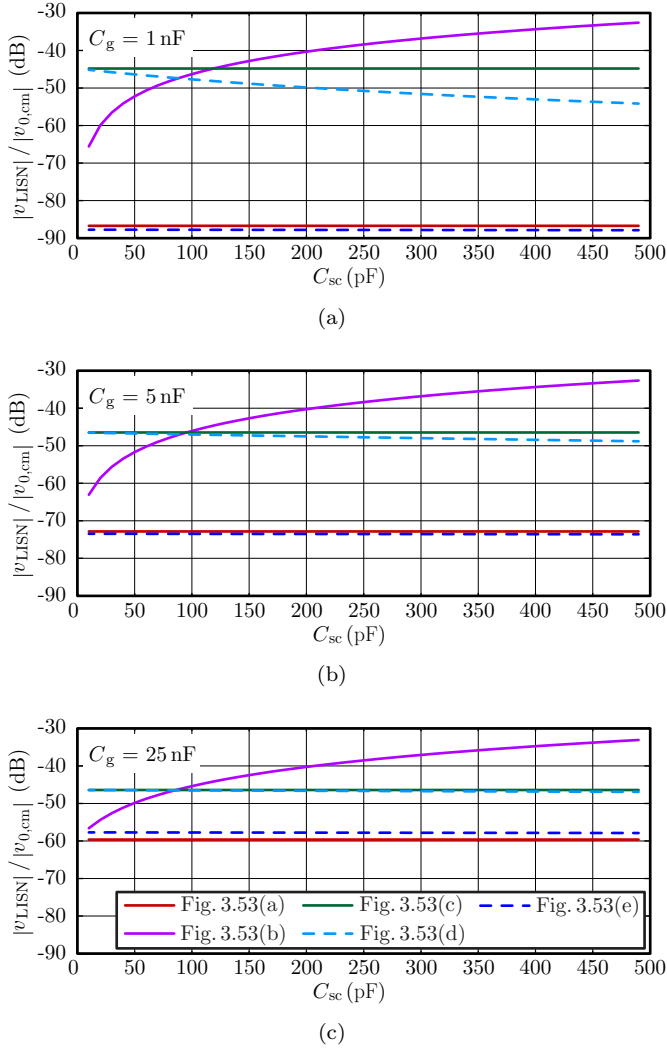 -30
C_g = 1 nF
-40
-50
-60
-70
-80
-90
|v_LISN| / |v_0,cm| (dB)
0 50 100 150 200 250 300 350 400 450 500
C_sc (pF)
(a)
-30
C_g = 5 nF
-40
-50
-60
-70
-80
-90
|v_LISN| / |v_0,cm| (dB)
0 50 100 150 200 250 300 350 400 450 500
C_sc (pF)
(b)
-30
C_g = 25 nF
-40
-50
-60
-70
-80
-90
|v_LISN| / |v_0,cm| (dB)
Fig. 3.53(a) Fig. 3.53(c) Fig. 3.53(e)
Fig. 3.53(b) Fig. 3.53(d)
0 50 100 150 200 250 300 350 400 450 500
C_sc (pF)
(c)